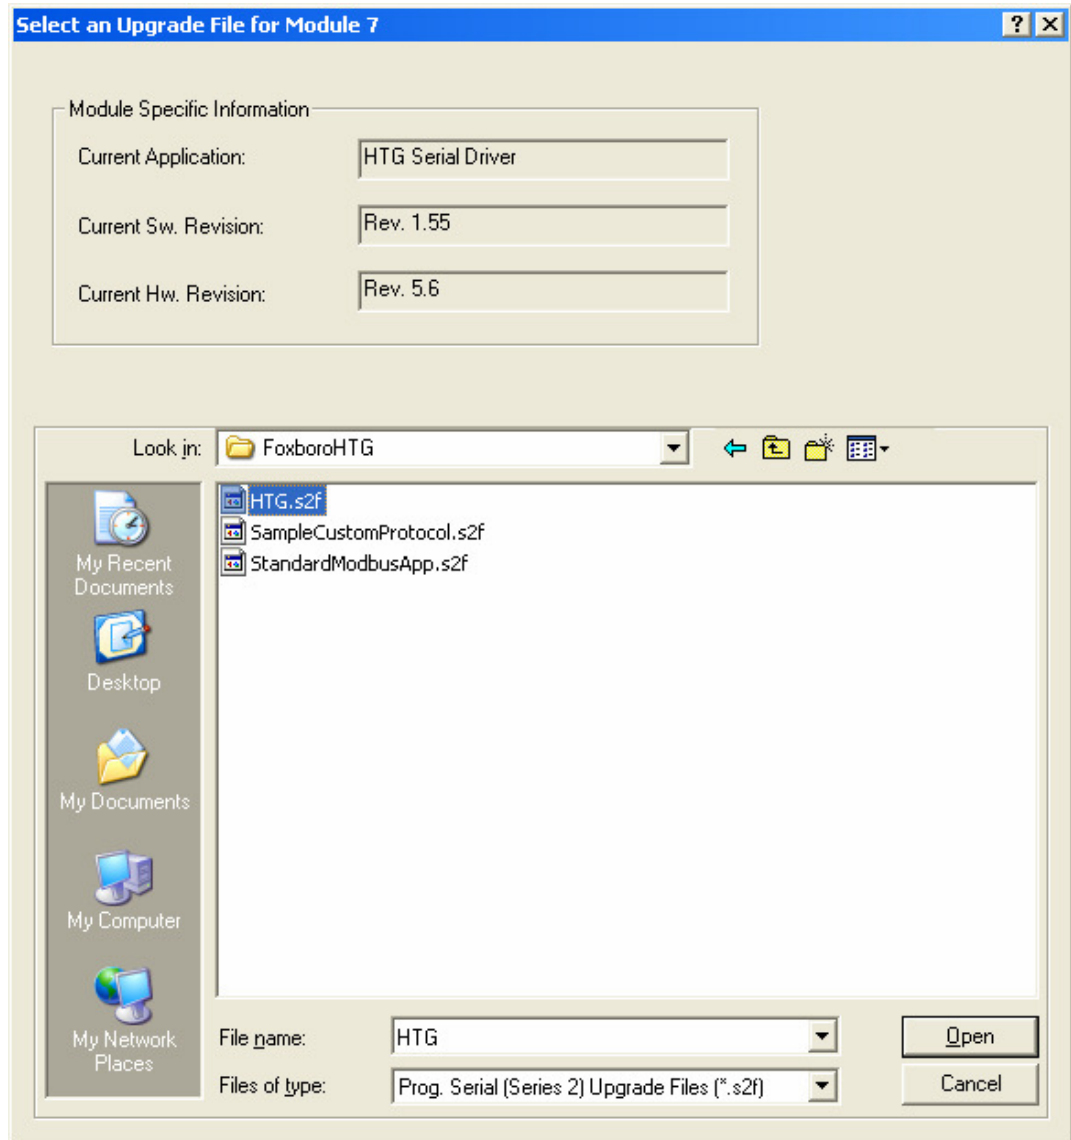 Select an Upgrade File for Module 7
Module Specific Information
Current Application: HTG Serial Driver
Current Sw. Revision: Rev. 1.55
Current Hw. Revision: Rev. 5.6
Look in: FoxboroHTG
HTG.s2f
SampleCustomProtocol.s2f
StandardModbusApp.s2f
My Recent
Documents
Desktop
My Documents
My Computer
My Network
Places
File name: HTG Open
Files of type: Prog. Serial (Series 2) Upgrade Files (*.s2f) Cancel